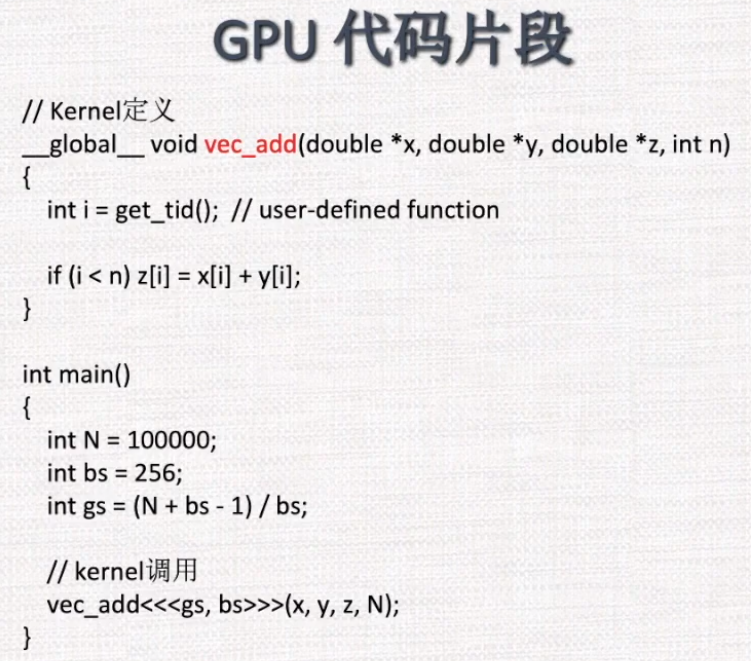 GPU 代码片段
// Kernel定义
__global__ void vec_add(double *x, double *y, double *z, int n)
{
int i = get_tid(); // user-defined function
if (i < n) z[i] = x[i] + y[i];
}
int main()
{
int N = 100000;
int bs = 256;
int gs = (N + bs - 1) / bs;
// kernel调用
vec_add<<<gs, bs>>>(x, y, z, N);
}